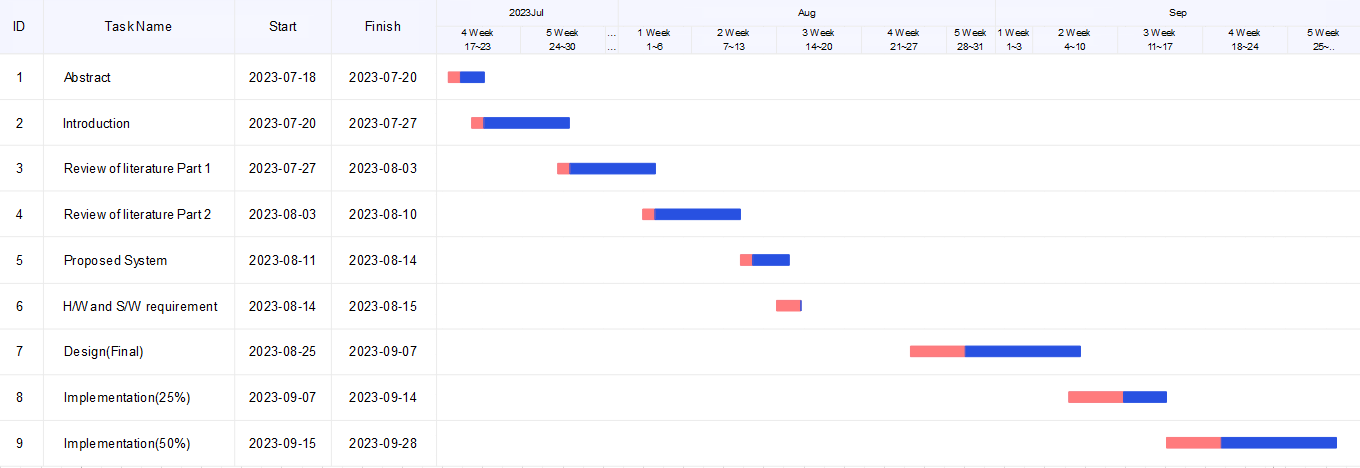 ID TaskName Start Finish 2023Jul Aug Sep
4 Week 5 Week ... 1 Week 2 Week 3 Week 4 Week 5 Week 1 Week 2 Week 3 Week 4 Week 5 Week
17~23 24~30 ... 1~6 7~13 14~20 21~27 28~31 1~3 4~10 11~17 18~24 25~..
1 Abstract 2023-07-18 2023-07-20
2 Introduction 2023-07-20 2023-07-27
3 Review of literature Part 1 2023-07-27 2023-08-03
4 Review of literature Part 2 2023-08-03 2023-08-10
5 Proposed System 2023-08-11 2023-08-14
6 H/W and S/W requirement 2023-08-14 2023-08-15
7 Design(Final) 2023-08-25 2023-09-07
8 Implementation(25%) 2023-09-07 2023-09-14
9 Implementation(50%) 2023-09-15 2023-09-28